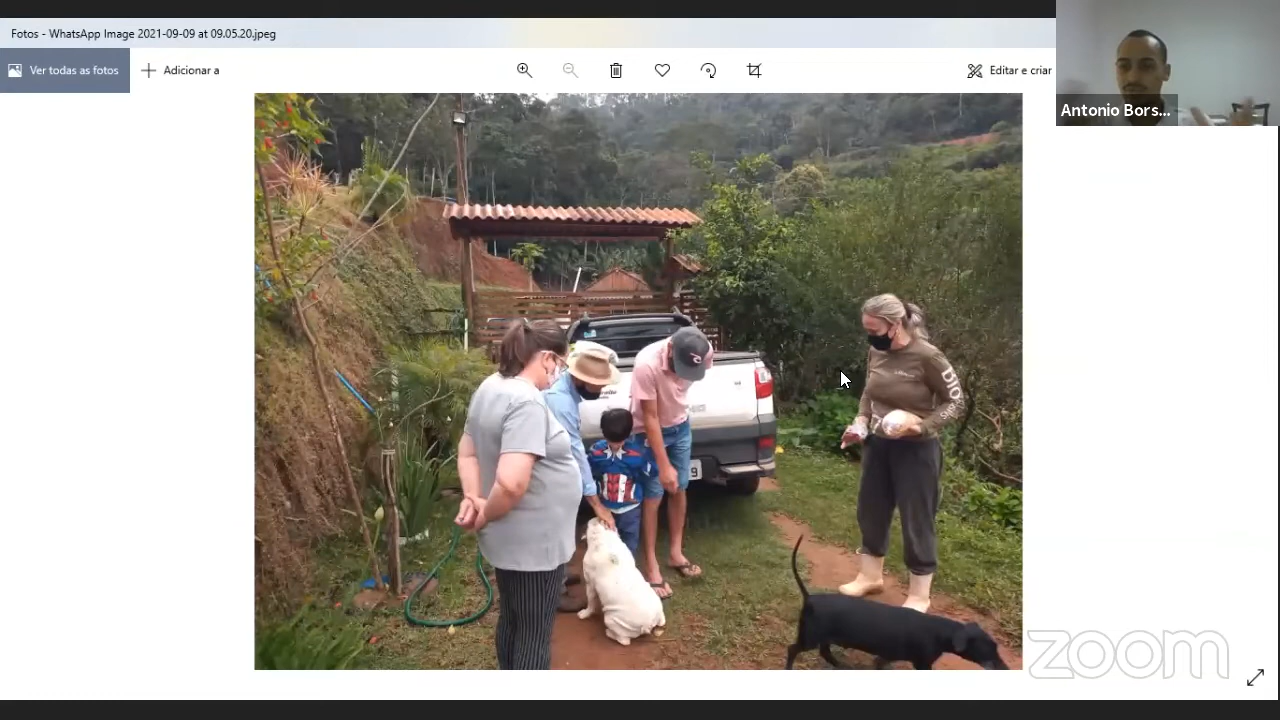 Fotos - WhatsApp Image 2021-09-09 at 09.05.20.jpeg
Ver todas as fotos
Adicionar a
Editar e criar
Antonio Bors...
zoom